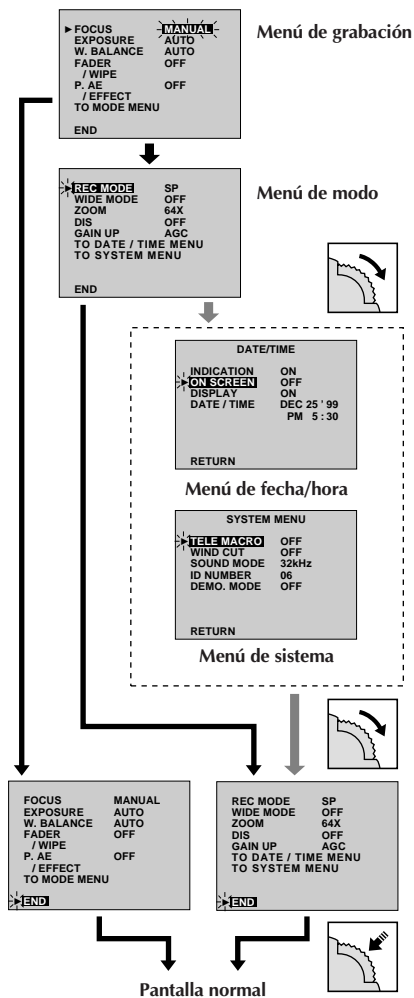 FOCUS MANUAL
EXPOSURE AUTO
W. BALANCE AUTO
FADER OFF
/ WIPE
P. AE OFF
/ EFFECT
TO MODE MENU
END
Menú de grabación
REC MODE SP
WIDE MODE OFF
ZOOM 64X
DIS OFF
GAIN UP AGC
TO DATE / TIME MENU
TO SYSTEM MENU
END
Menú de modo
DATE/TIME
INDICATION ON
ON SCREEN OFF
DISPLAY ON
DATE / TIME DEC 25 ' 99
PM 5 : 30
RETURN
Menú de fecha/hora
SYSTEM MENU
TELE MACRO OFF
WIND CUT OFF
SOUND MODE 32kHz
ID NUMBER 06
DEMO. MODE OFF
RETURN
Menú de sistema
FOCUS MANUAL
EXPOSURE AUTO
W. BALANCE AUTO
FADER OFF
/ WIPE
P. AE OFF
/ EFFECT
TO MODE MENU
END
REC MODE SP
WIDE MODE OFF
ZOOM 64X
DIS OFF
GAIN UP AGC
TO DATE / TIME MENU
TO SYSTEM MENU
END
Pantalla normal